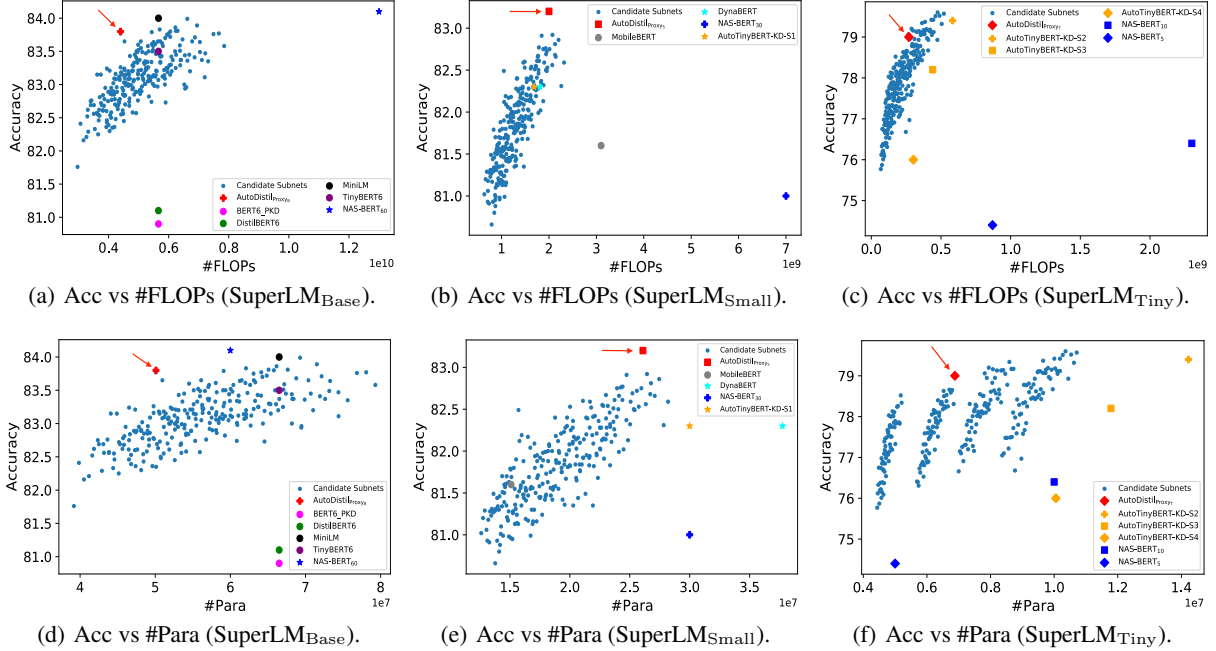 Accuracy
84.0
83.5
83.0
82.5
82.0
81.5
81.0
Candidate Subnets
AutoDistil_Proxy_B
BERT6_PKD
DistilBERT6
MiniLM
TinyBERT6
NAS-BERT_60
0.4 0.6 0.8 1.0 1.2
1e10
#FLOPs
(a) Acc vs #FLOPs (SuperLM_Base).
Accuracy
83.0
82.5
82.0
81.5
81.0
AutoDistil_Proxy_S
MobileBERT
DynaBERT
NAS-BERT_30
AutoTinyBERT-KD-S1
Candidate Subnets
1 2 3 4 5 6 7
1e9
#FLOPs
(b) Acc vs #FLOPs (SuperLM_Small).
Accuracy
79
78
77
76
75
Candidate Subnets
AutoDistil_Proxy_T
AutoTinyBERT-KD-S2
AutoTinyBERT-KD-S3
AutoTinyBERT-KD-S4
NAS-BERT_10
NAS-BERT_5
0.0 0.5 1.0 1.5 2.0
1e9
#FLOPs
(c) Acc vs #FLOPs (SuperLM_Tiny).
Accuracy
84.0
83.5
83.0
82.5
82.0
81.5
81.0
Candidate Subnets
AutoDistil_Proxy_B
BERT6_PKD
DistilBERT6
MiniLM
TinyBERT6
NAS-BERT_60
4 5 6 7 8
1e7
#Para
(d) Acc vs #Para (SuperLM_Base).
Accuracy
83.0
82.5
82.0
81.5
81.0
Candidate Subnets
AutoDistil_Proxy_S
MobileBERT
DynaBERT
NAS-BERT_30
AutoTinyBERT-KD-S1
1.5 2.0 2.5 3.0 3.5
1e7
#Para
(e) Acc vs #Para (SuperLM_Small).
Accuracy
79
78
77
76
75
Candidate Subnets
AutoDistil_Proxy_T
AutoTinyBERT-KD-S2
AutoTinyBERT-KD-S3
AutoTinyBERT-KD-S4
NAS-BERT_10
NAS-BERT_5
0.4 0.6 0.8 1.0 1.2 1.4
1e7
#Para
(f) Acc vs #Para (SuperLM_Tiny).